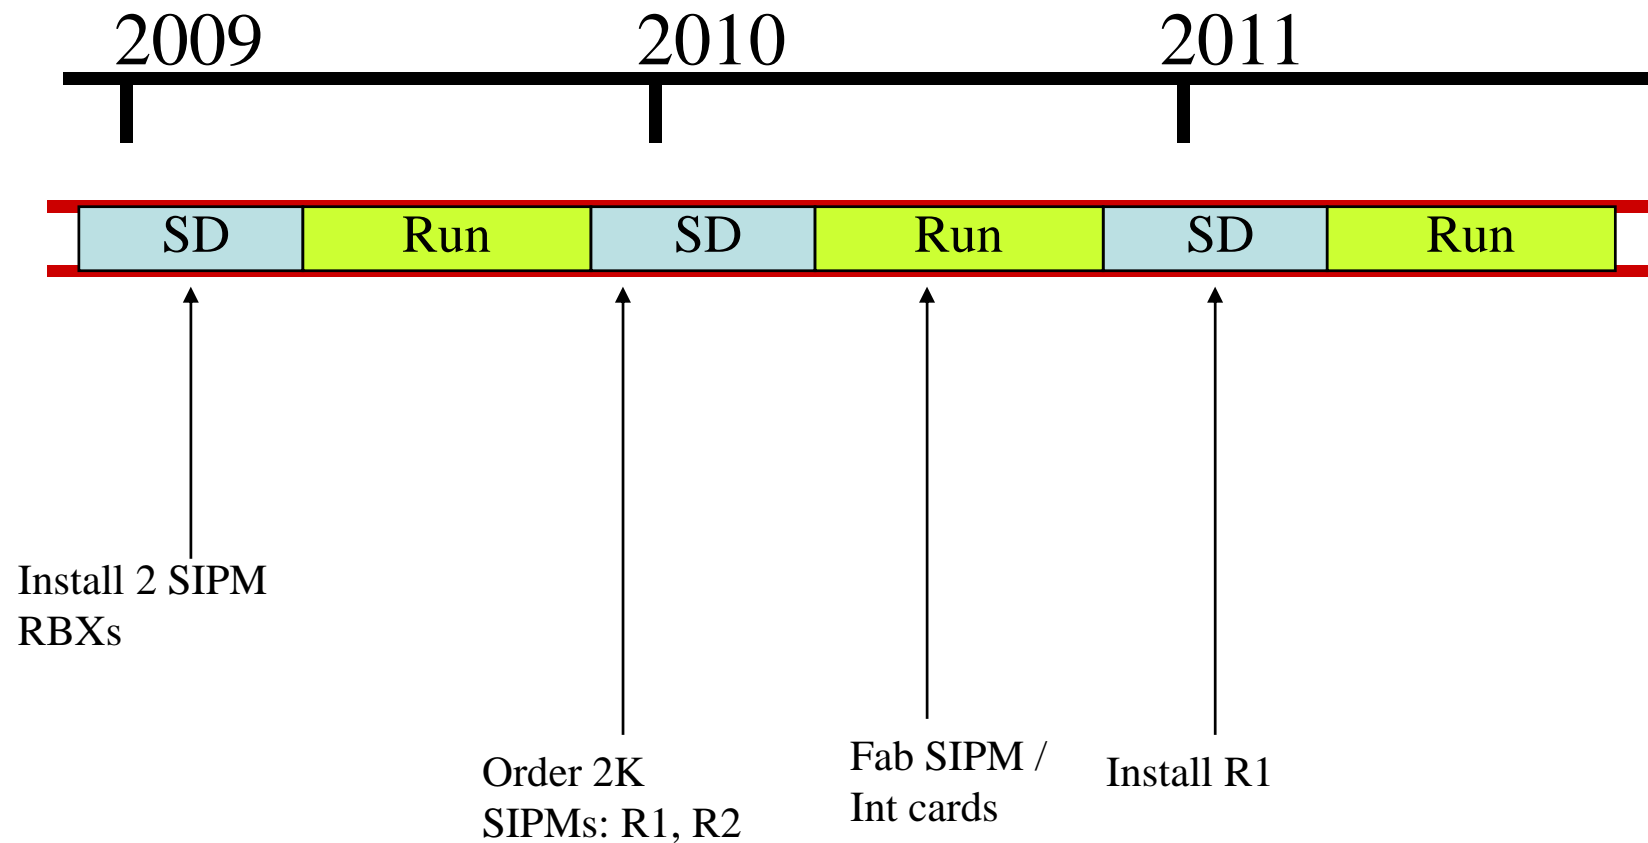 2009 2010 2011
SD Run SD Run SD Run
Install 2 SIPM
RBXs
Order 2K
SIPMs: R1, R2
Fab SIPM /
Int cards
Install R1